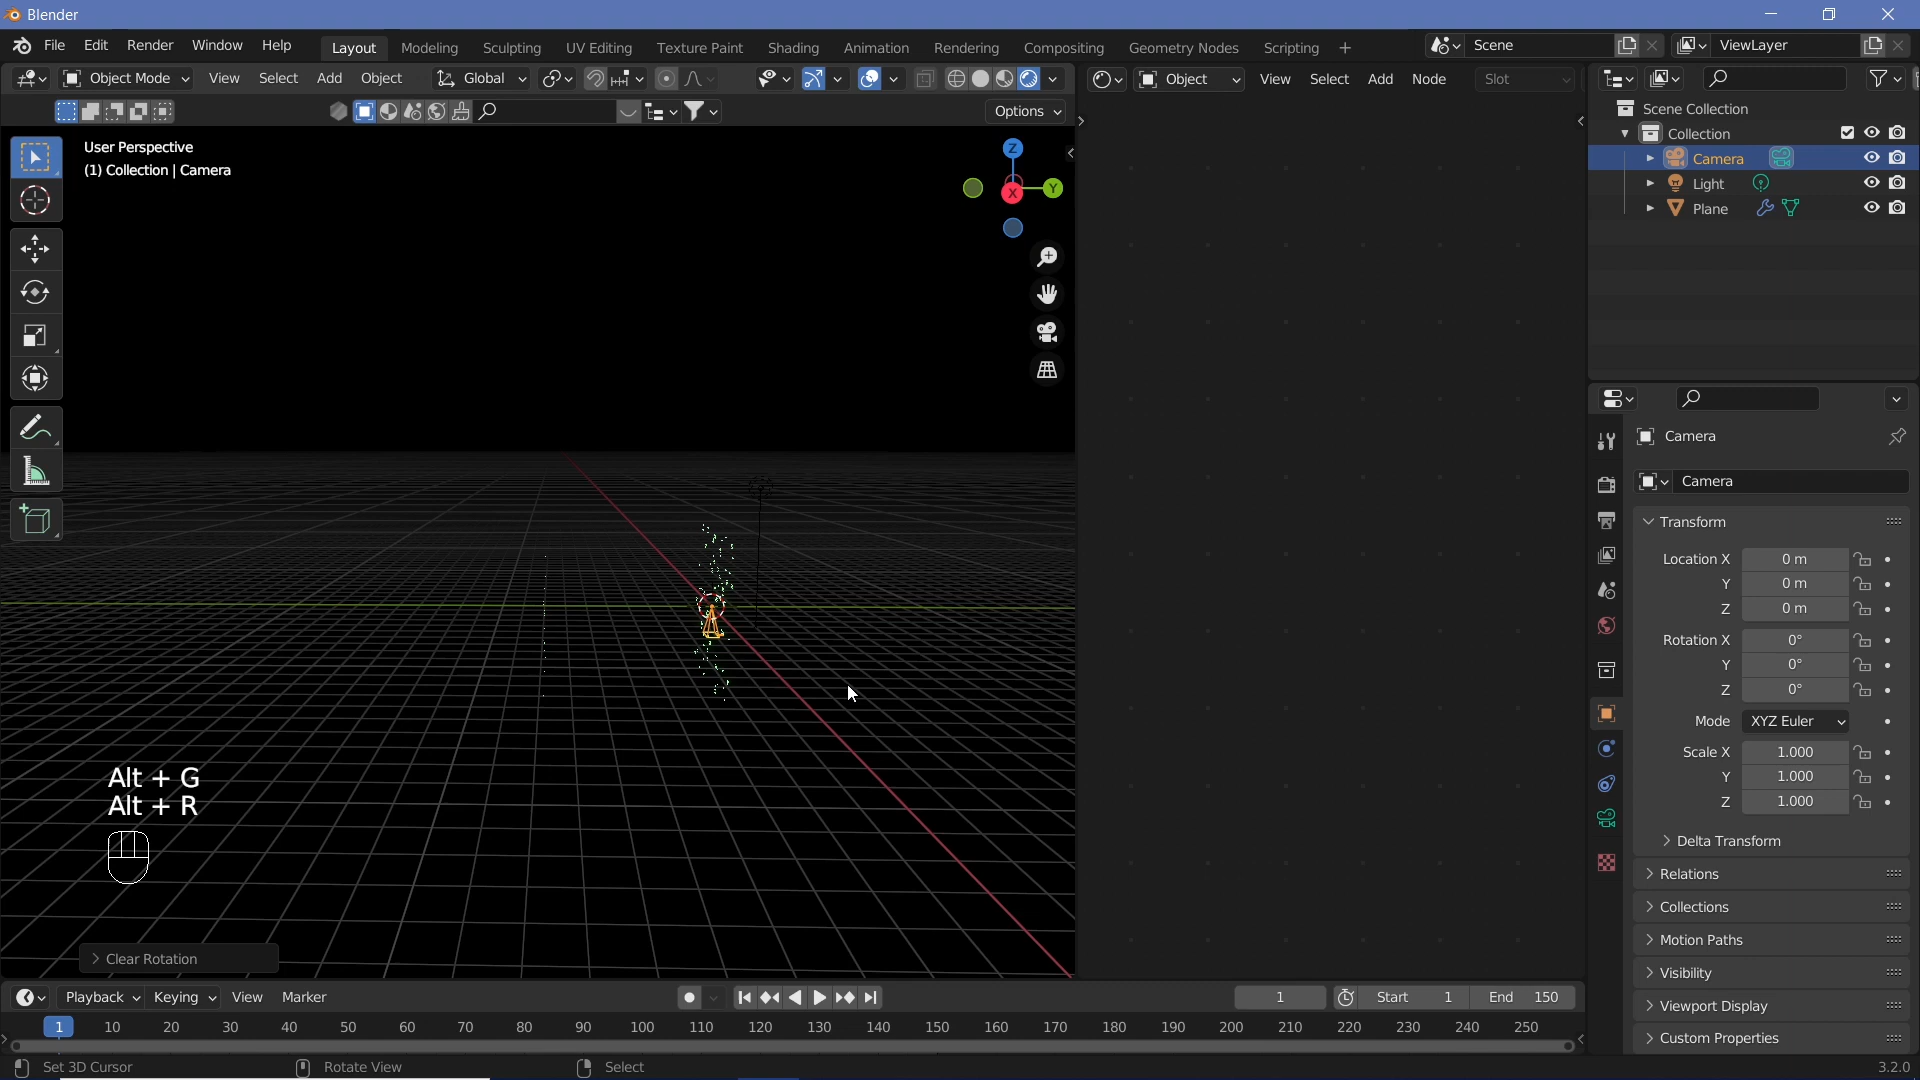 Blender
File Edit Render Window Help Layout Modeling Sculpting UV Editing Texture Paint Shading Animation Rendering Compositing Geometry Nodes Scripting + Scene ViewLayer
Object Mode View Select Add Object Global Object View Select Add Node Slot
Options
User Perspective
(1) Collection | Camera
Z
Y
X
Scene Collection
Collection
Camera
Light
Plane
Camera
Camera
Transform
Location X 0 m
Y 0 m
Z 0 m
Rotation X 0°
Y 0°
Z 0°
Mode XYZ Euler
Scale X 1.000
Y 1.000
Z 1.000
Delta Transform
Relations
Collections
Motion Paths
Visibility
Viewport Display
Custom Properties
Alt + G
Alt + R
Clear Rotation
Playback Keying View Marker 1 Start 1 End 150
1 10 20 30 40 50 60 70 80 90 100 110 120 130 140 150 160 170 180 190 200 210 220 230 240 250
Set 3D Cursor Rotate View Select 3.2.0